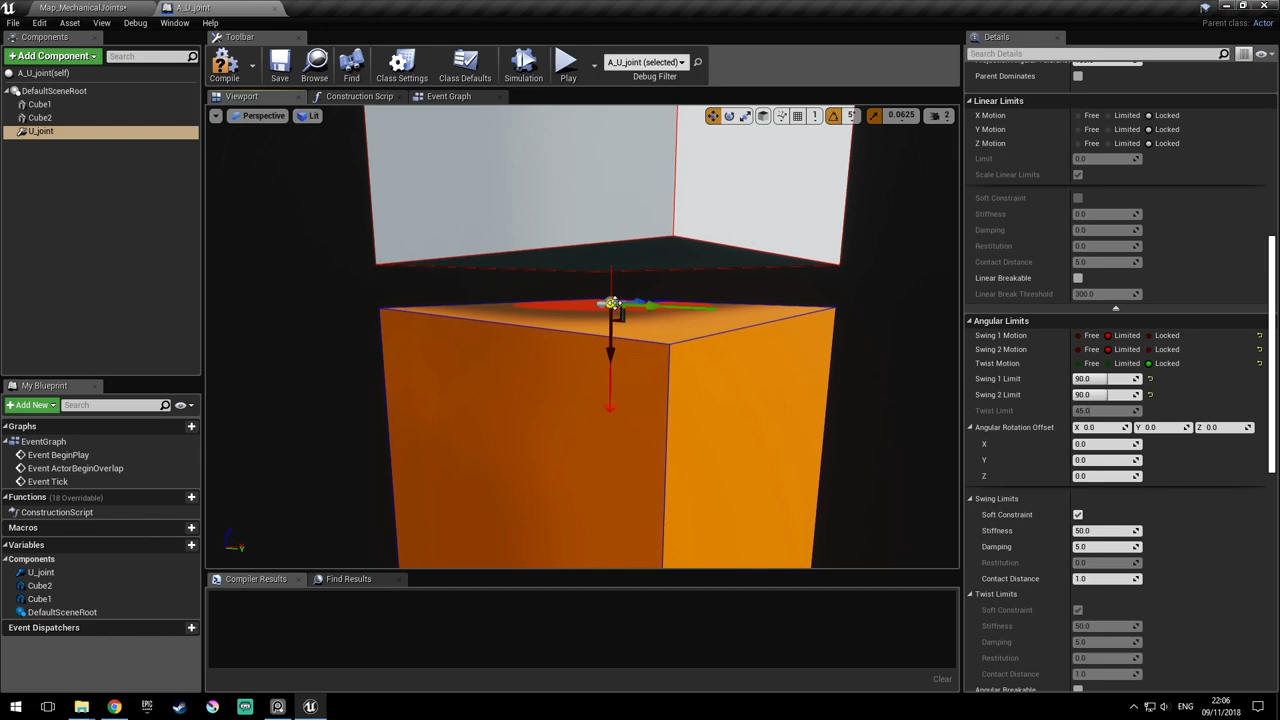 Map_MechanicalJoints*
A_U_joint
Parent class: Actor
File Edit Asset View Debug Window Help
Components
Toolbar
Details
+Add Component
Search
Compile
Save
Browse
Find
Class Settings
Class Defaults
Simulation
Play
A_U_joint (selected)
Debug Filter
Search Details
A_U_joint(self)
DefaultSceneRoot
Cube1
Cube2
U_joint
Viewport
Construction Scrip
Event Graph
Perspective
Lit
1
5°
0.0625
2
Parent Dominates
Linear Limits
X Motion Free Limited Locked
Y Motion Free Limited Locked
Z Motion Free Limited Locked
Limit 0.0
Scale Linear Limits
Soft Constraint
Stiffness 0.0
Damping 0.0
Restitution 0.0
Contact Distance 5.0
Linear Breakable
Linear Break Threshold 300.0
Angular Limits
Swing 1 Motion Free Limited Locked
Swing 2 Motion Free Limited Locked
Twist Motion Free Limited Locked
Swing 1 Limit 90.0
Swing 2 Limit 90.0
Twist Limit 45.0
Angular Rotation Offset X 0.0 Y 0.0 Z 0.0
X 0.0
Y 0.0
Z 0.0
Swing Limits
Soft Constraint
Stiffness 50.0
Damping 5.0
Restitution 0.0
Contact Distance 1.0
Twist Limits
Soft Constraint
Stiffness 50.0
Damping 5.0
Restitution 0.0
Contact Distance 1.0
Angular Breakable
My Blueprint
+Add New
Search
Graphs
EventGraph
Event BeginPlay
Event ActorBeginOverlap
Event Tick
Functions (18 Overridable)
ConstructionScript
Macros
Variables
Components
U_joint
Cube2
Cube1
DefaultSceneRoot
Event Dispatchers
Y
Compiler Results
Find Results
Clear
EPIC
ENG
22:06
09/11/2018